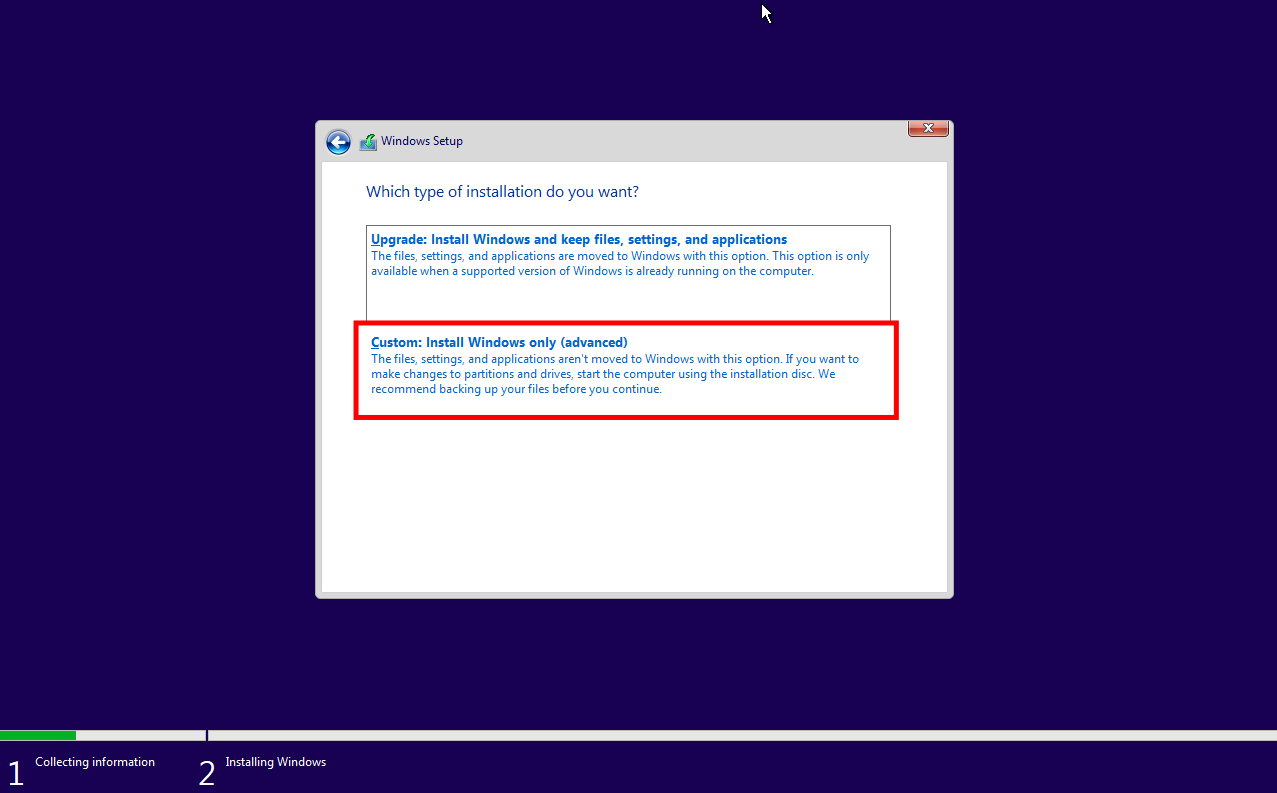 Windows Setup
Which type of installation do you want?
Upgrade: Install Windows and keep files, settings, and applications
The files, settings, and applications are moved to Windows with this option. This option is only
available when a supported version of Windows is already running on the computer.
Custom: Install Windows only (advanced)
The files, settings, and applications aren't moved to Windows with this option. If you want to
make changes to partitions and drives, start the computer using the installation disc. We
recommend backing up your files before you continue.
1 Collecting information
2 Installing Windows